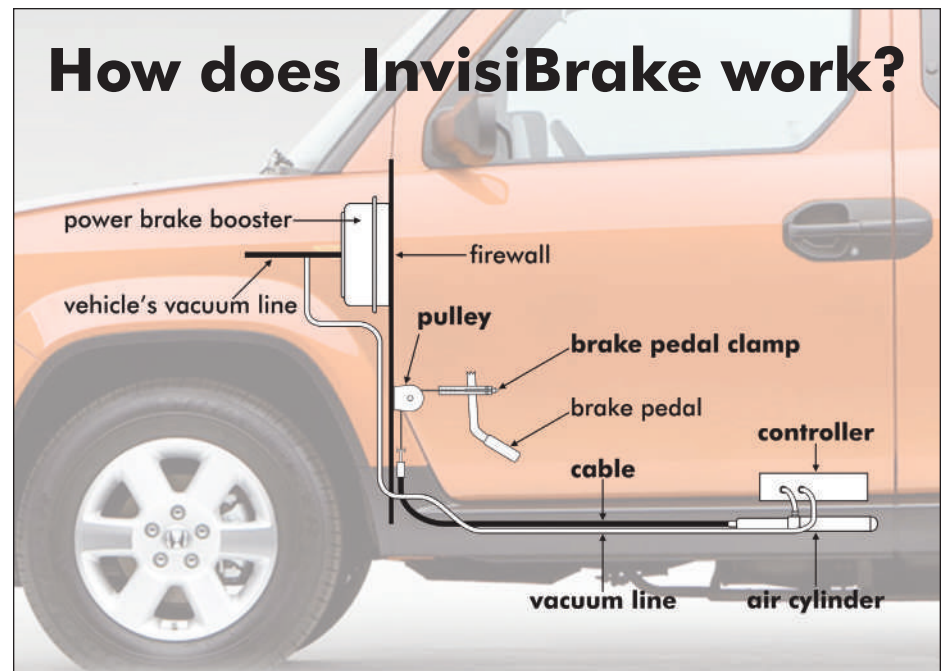 How does InvisiBrake work?
power brake booster
firewall
vehicle's vacuum line
pulley
brake pedal clamp
brake pedal
controller
cable
vacuum line
air cylinder